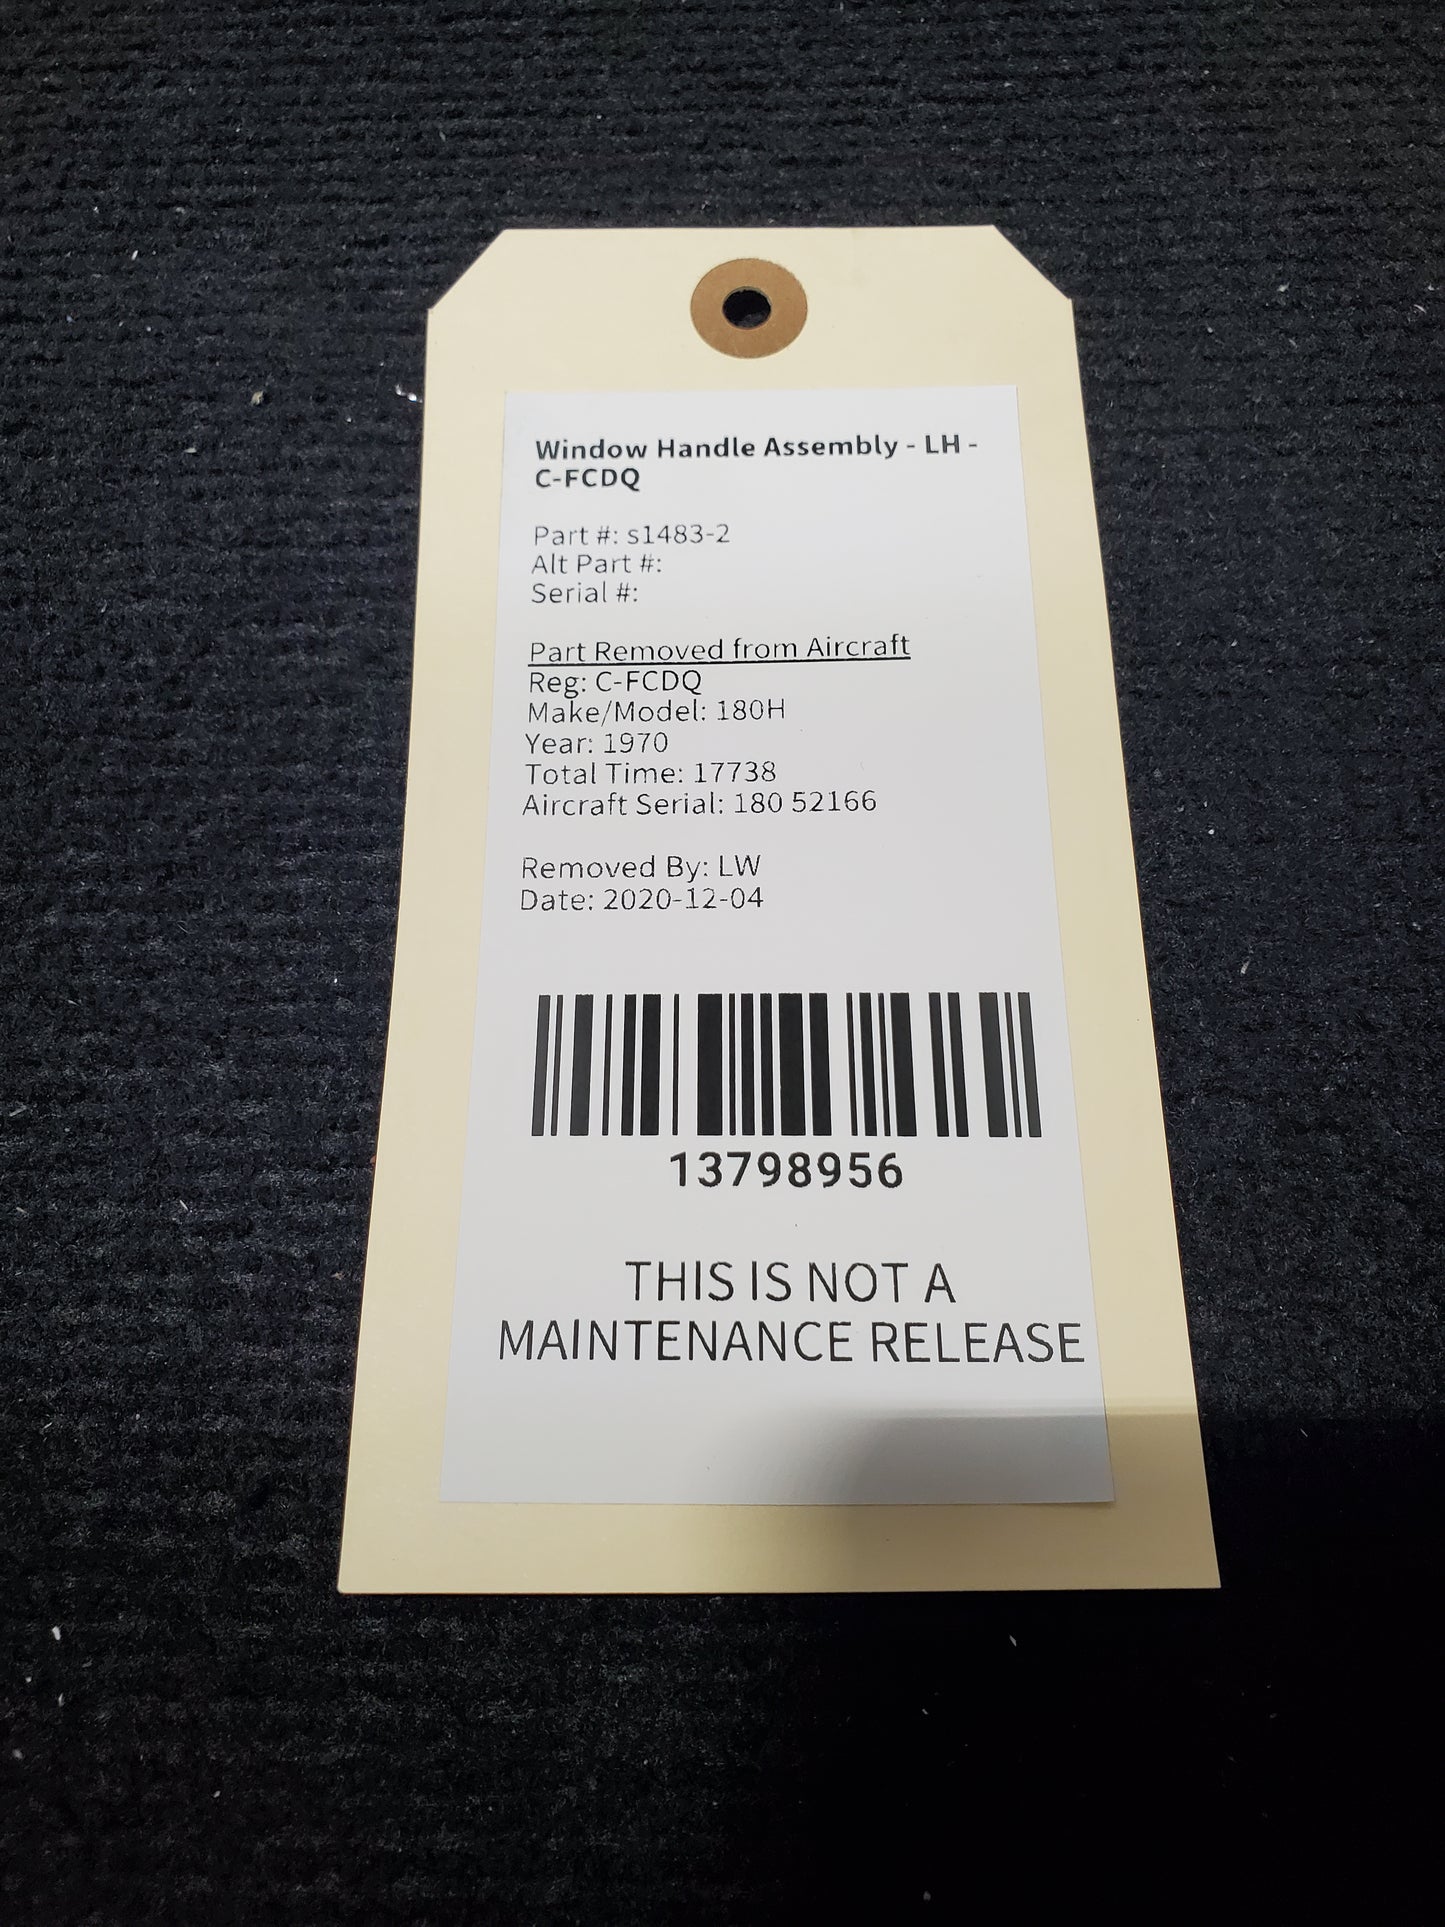 Window Handle Assembly - LH -
C-FCDQ
Part #: s1483-2
Alt Part #:
Serial #:
Part Removed from Aircraft
Reg: C-FCDQ
Make/Model: 180H
Year: 1970
Total Time: 17738
Aircraft Serial: 180 52166
Removed By: LW
Date: 2020-12-04
13798956
THIS IS NOT A
MAINTENANCE RELEASE